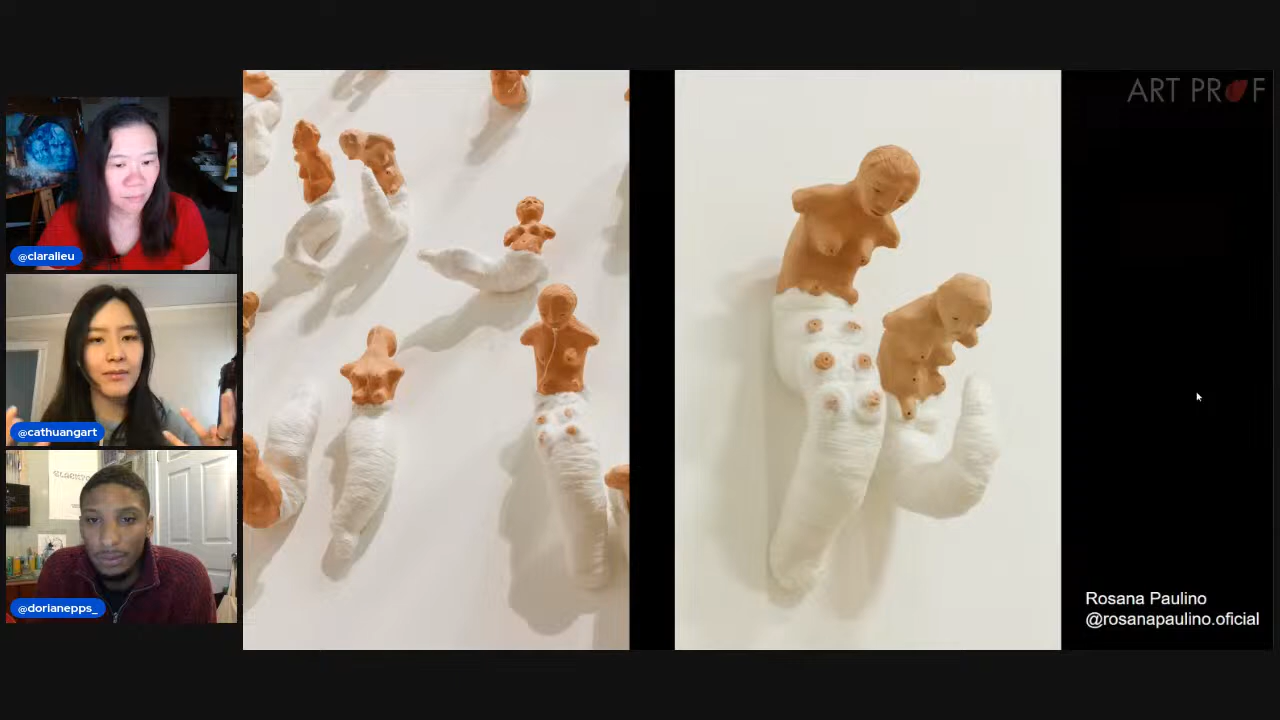 ART PROF
@claralieu
@cathuangart
@dorianepps_
Rosana Paulino
@rosanapaulino.oficial